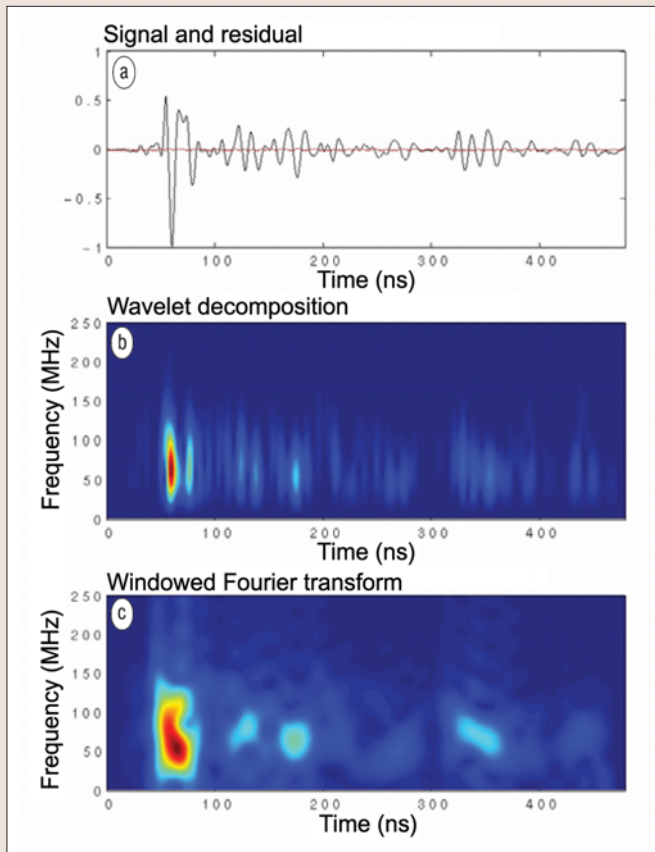 Signal and residual
a
1
0.5
0
−0.5
−1
0 100 200 300 400
Time (ns)
Wavelet decomposition
b
Frequency (MHz)
250
200
150
100
50
0
0 100 200 300 400
Time (ns)
Windowed Fourier transform
c
Frequency (MHz)
250
200
150
100
50
0
0 100 200 300 400
Time (ns)